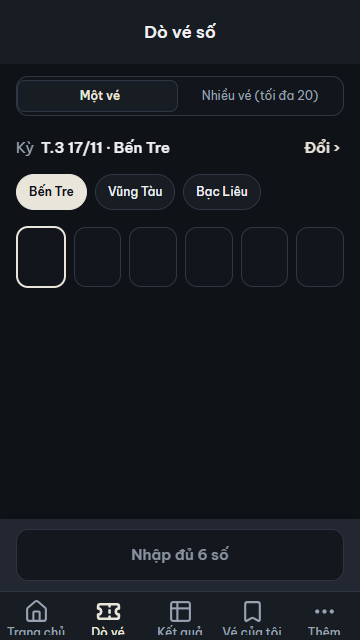 Dò vé số
Một vé
Nhiều vé (tối đa 20)
Kỳ T.3 17/11 · Bến Tre
Đổi ›
Bến Tre
Vũng Tàu
Bạc Liêu
Nhập đủ 6 số
Trang chủ
Dò vé
Kết quả
Vé của tôi
Thêm